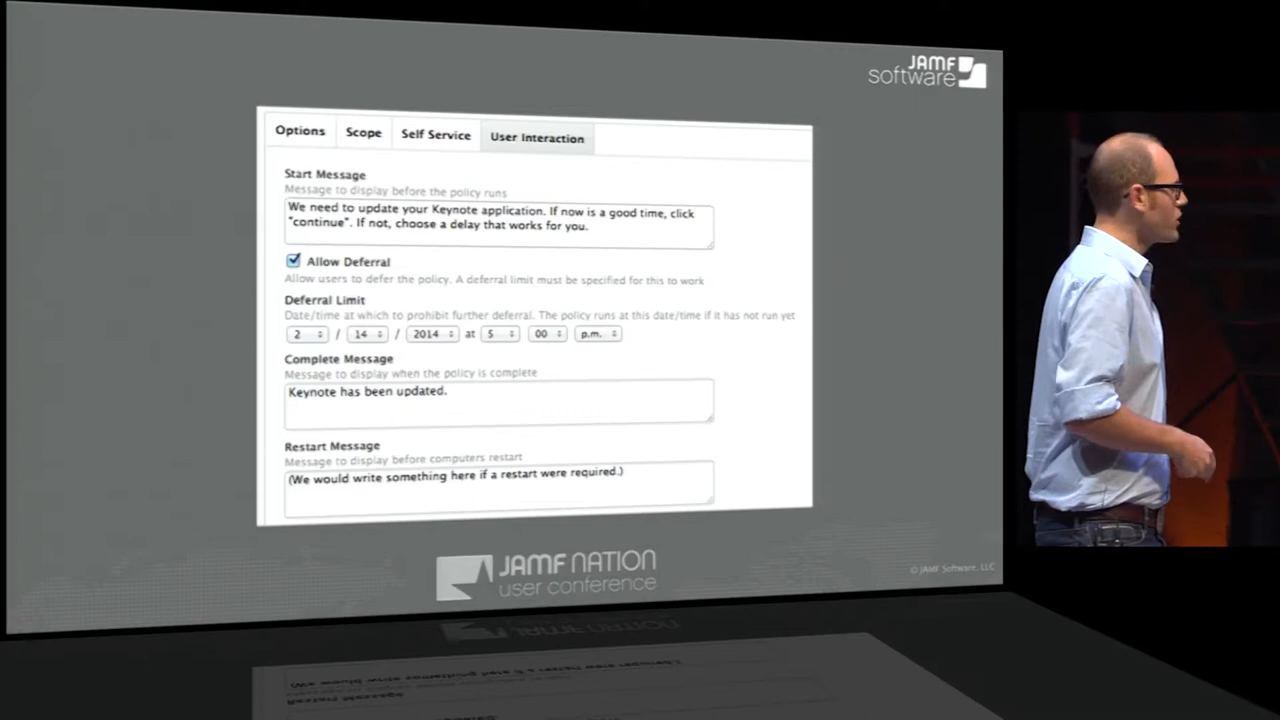 JAMF
software
Options Scope Self Service User Interaction
Start Message
Message to display before the policy runs
We need to update your Keynote application. If now is a good time, click
"continue". If not, choose a delay that works for you.
Allow Deferral
Allow users to defer the policy. A deferral limit must be specified for this to work
Deferral Limit
Date/time at which to prohibit further deferral. The policy runs at this date/time if it has not run yet
2 / 14 / 2014 at 5 00 p.m.
Complete Message
Message to display when the policy is complete
Keynote has been updated.
Restart Message
Message to display before computers restart
(We would write something here if a restart were required.)
JAMF NATION
user conference
© JAMF Software, LLC